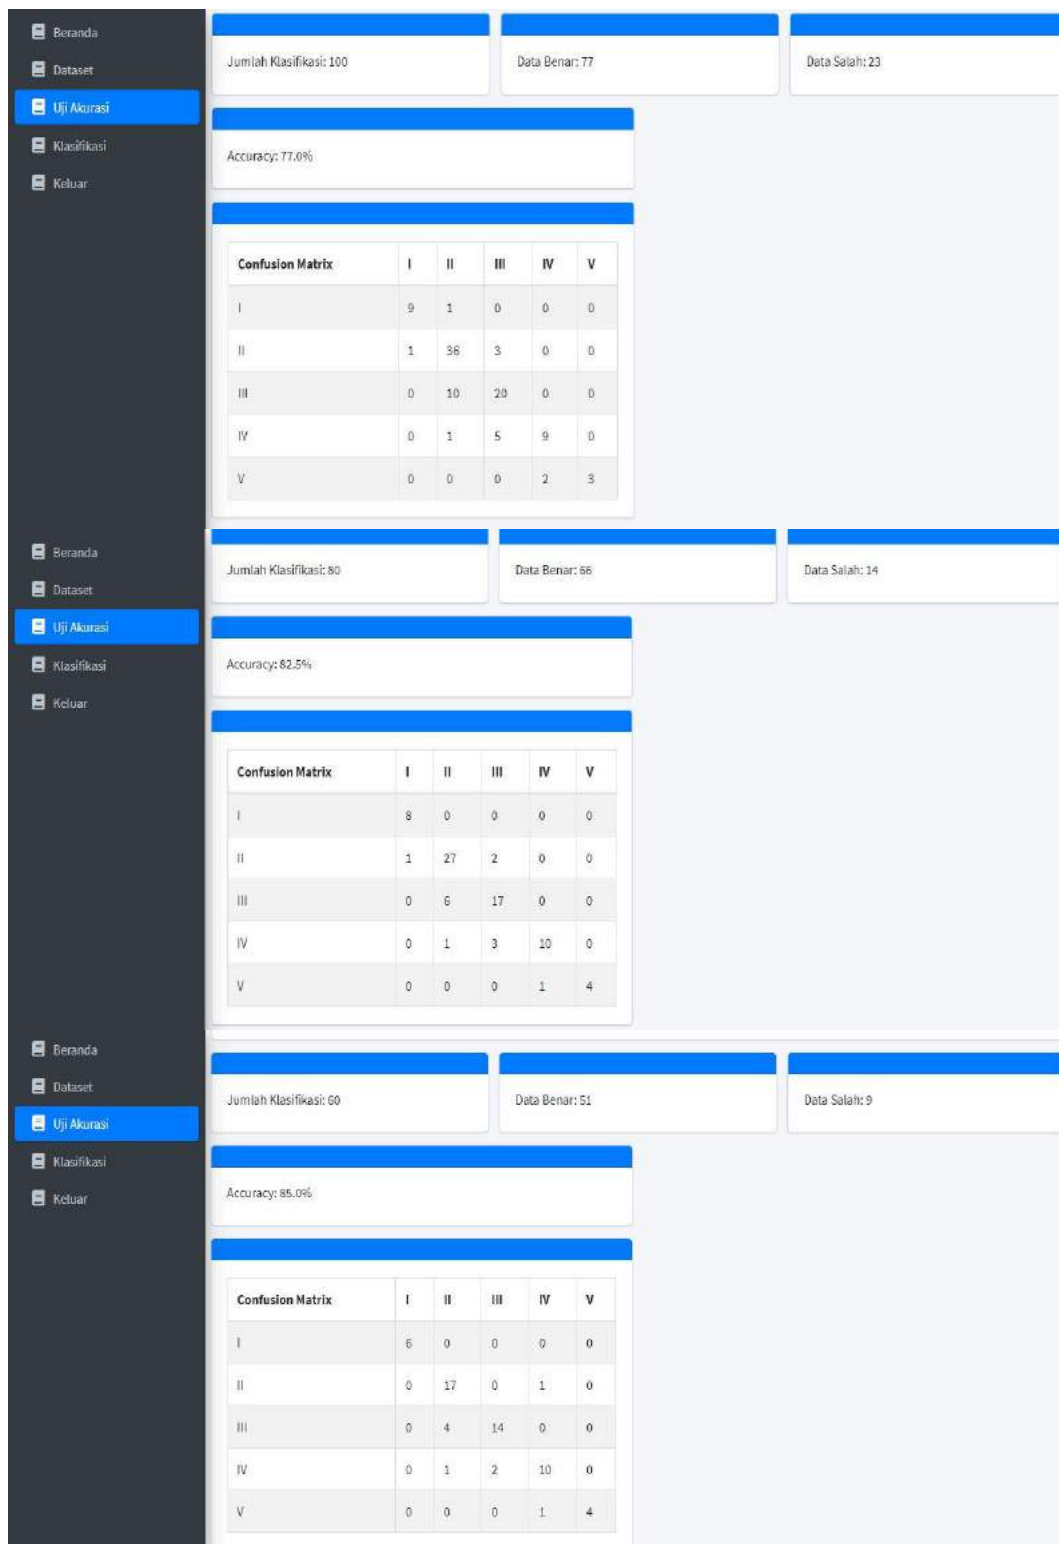 Beranda
Dataset
Uji Akurasi
Klasifikasi
Keluar
Jumlah Klasifikasi: 100
Data Benar: 77
Data Salah: 23
Accuracy: 77.0%
Confusion Matrix I II III IV V
I 9 1 0 0 0
II 1 36 3 0 0
III 0 10 20 0 0
IV 0 1 5 9 0
V 0 0 0 2 3
Beranda
Dataset
Uji Akurasi
Klasifikasi
Keluar
Jumlah Klasifikasi: 80
Data Benar: 66
Data Salah: 14
Accuracy: 82.5%
Confusion Matrix I II III IV V
I 8 0 0 0 0
II 1 27 2 0 0
III 0 6 17 0 0
IV 0 1 3 10 0
V 0 0 0 1 4
Beranda
Dataset
Uji Akurasi
Klasifikasi
Keluar
Jumlah Klasifikasi: 60
Data Benar: 51
Data Salah: 9
Accuracy: 85.0%
Confusion Matrix I II III IV V
I 6 0 0 0 0
II 0 17 0 1 0
III 0 4 14 0 0
IV 0 1 2 10 0
V 0 0 0 1 4